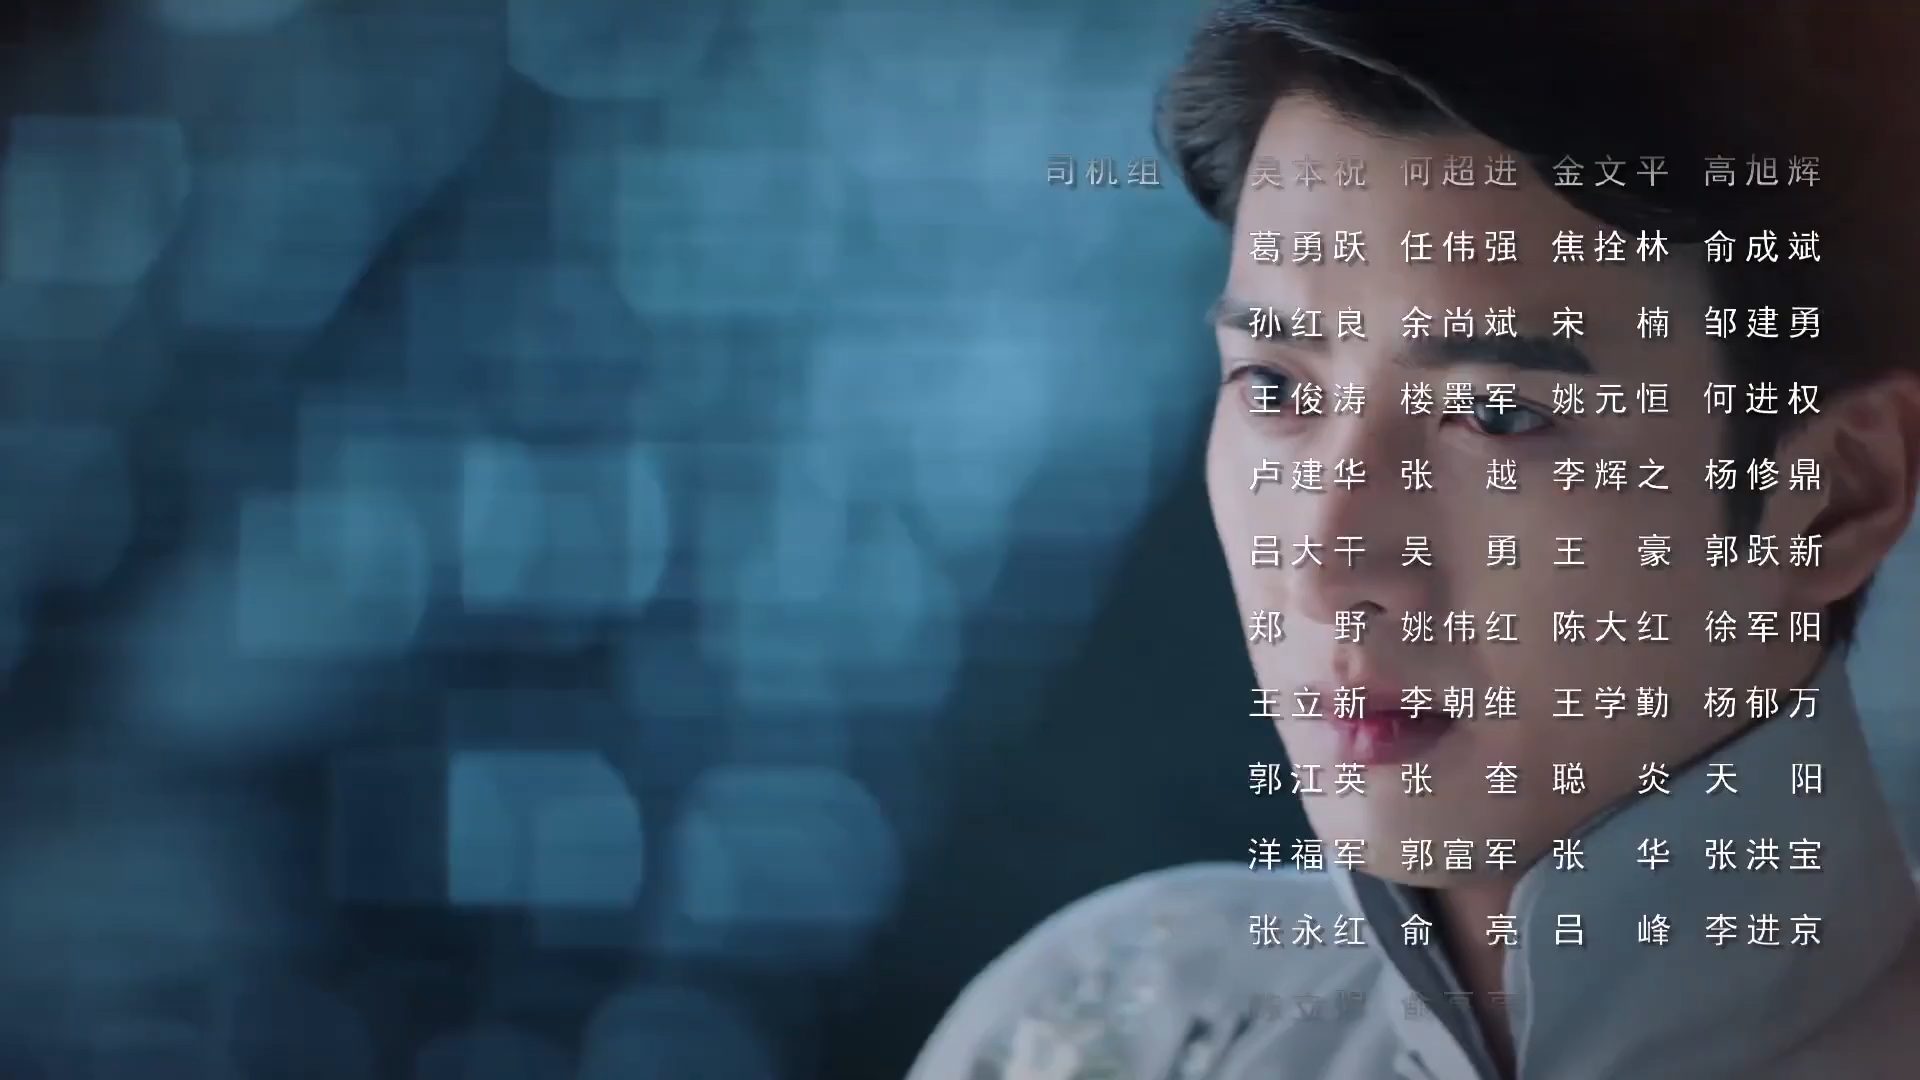 司机组 吴本祝 何超进 金文平 高旭辉
葛勇跃 任伟强 焦拴林 俞成斌
孙红良 余尚斌 宋楠 邹建勇
王俊涛 楼墨军 姚元恒 何进权
卢建华 张越 李辉之 杨修鼎
吕大干 吴勇 王豪 郭跃新
郑野 姚伟红 陈大红 徐军阳
王立新 李朝维 王学勤 杨郁万
郭江英 张奎 聪炎 天阳
洋福军 郭富军 张华 张洪宝
张永红 俞亮 吕峰 李进京